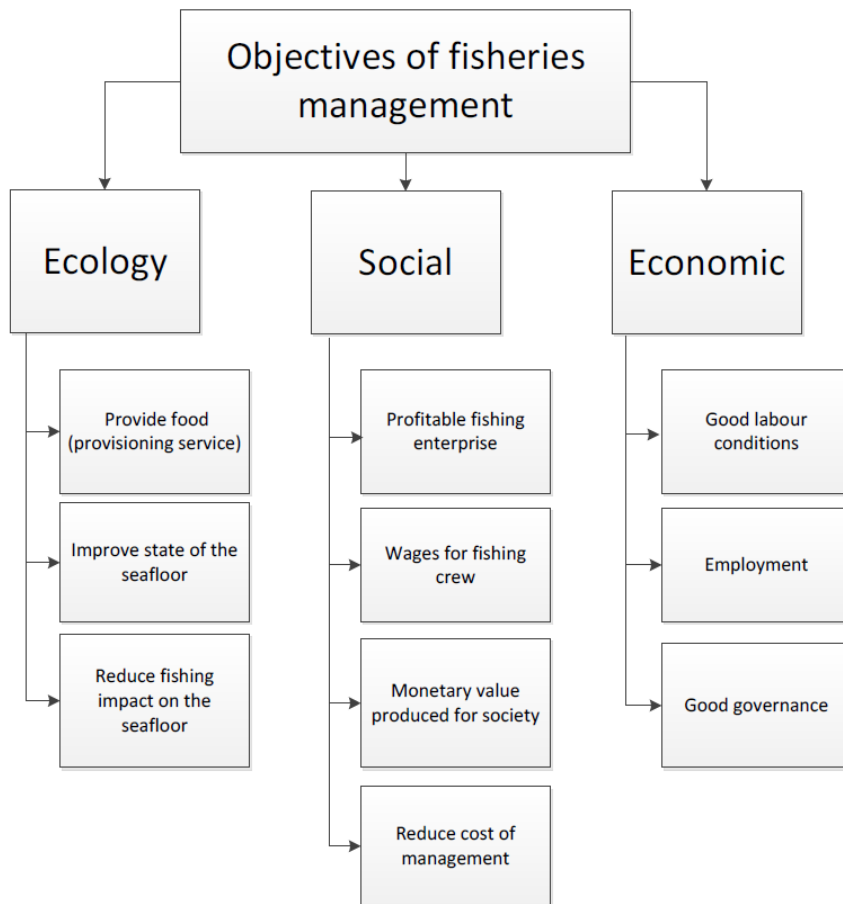 Objectives of fisheries
management
Ecology
Social
Economic
Provide food
(provisioning service)
Improve state of the
seafloor
Reduce fishing
impact on the
seafloor
Profitable fishing
enterprise
Wages for fishing
crew
Monetary value
produced for society
Reduce cost of
management
Good labour
conditions
Employment
Good governance